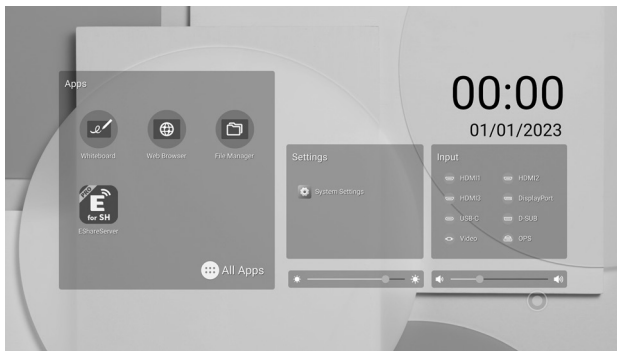 Apps
Whiteboard
Web Browser
File Manager
PRO
E
for SH
EShareServer
All Apps
00:00
01/01/2023
Settings
System Settings
Input
HDMI1
HDMI2
HDMI3
DisplayPort
USB-C
D-SUB
Video
OPS